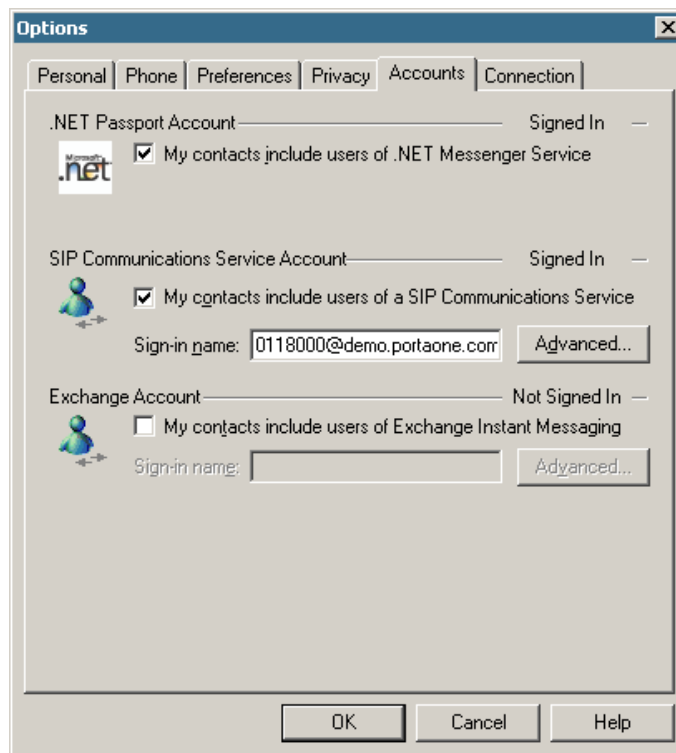 Options
Personal Phone Preferences Privacy Accounts Connection
.NET Passport Account Signed In
Microsoft
.net
My contacts include users of .NET Messenger Service
SIP Communications Service Account Signed In
My contacts include users of a SIP Communications Service
Sign-in name: 0118000@demo.portaone.com Advanced...
Exchange Account Not Signed In
My contacts include users of Exchange Instant Messaging
Sign-in name: Advanced...
OK Cancel Help